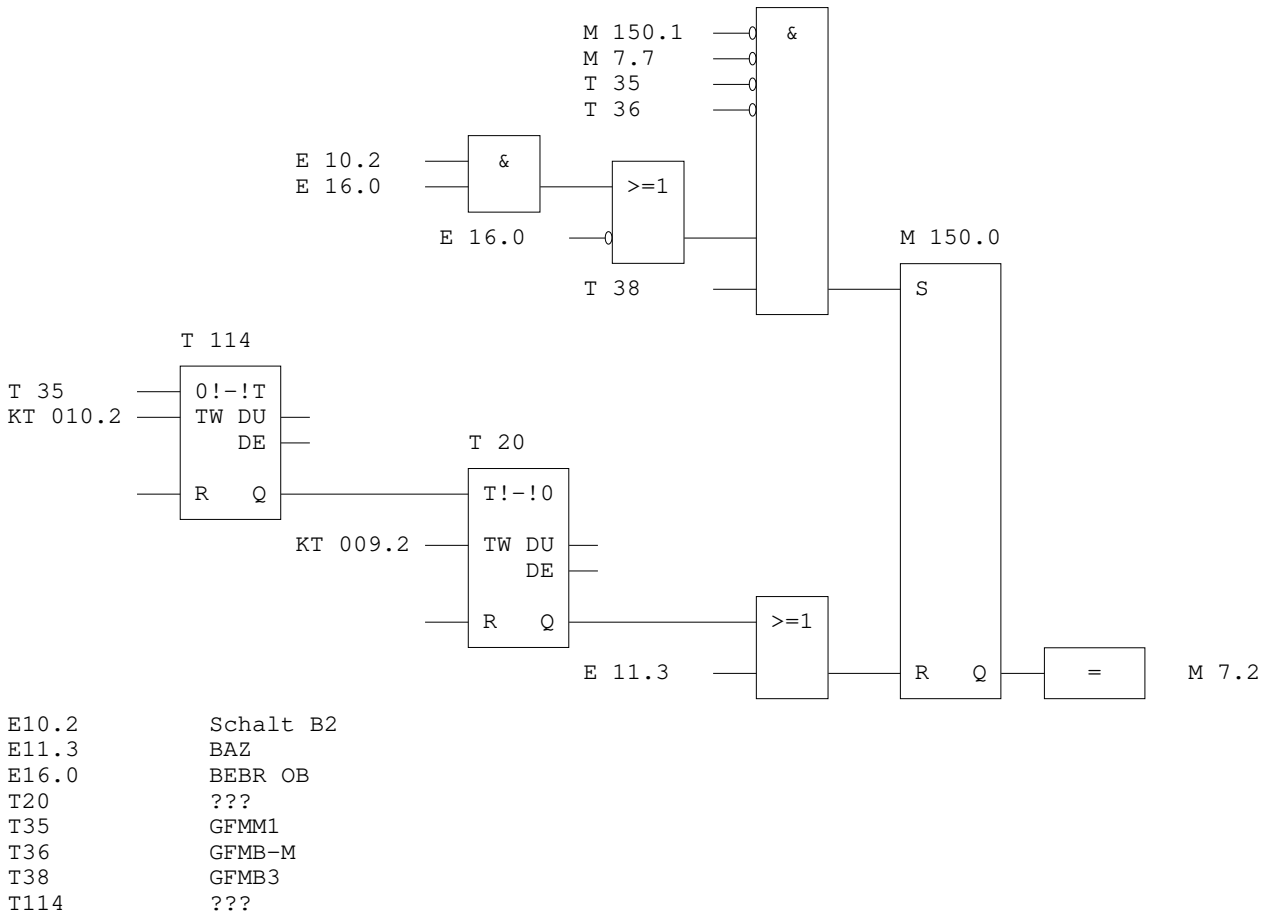 M 150.1 &
M 7.7
T 35
T 36
E 10.2 &
E 16.0 >=1
E 16.0 M 150.0
T 38 S
T 114
T 35 0!-!T
KT 010.2 TW DU
DE T 20
R Q T!-!0
KT 009.2 TW DU
DE
R Q >=1
E 11.3 R Q = M 7.2
E10.2 Schalt B2
E11.3 BAZ
E16.0 BEBR OB
T20 ???
T35 GFMM1
T36 GFMB-M
T38 GFMB3
T114 ???